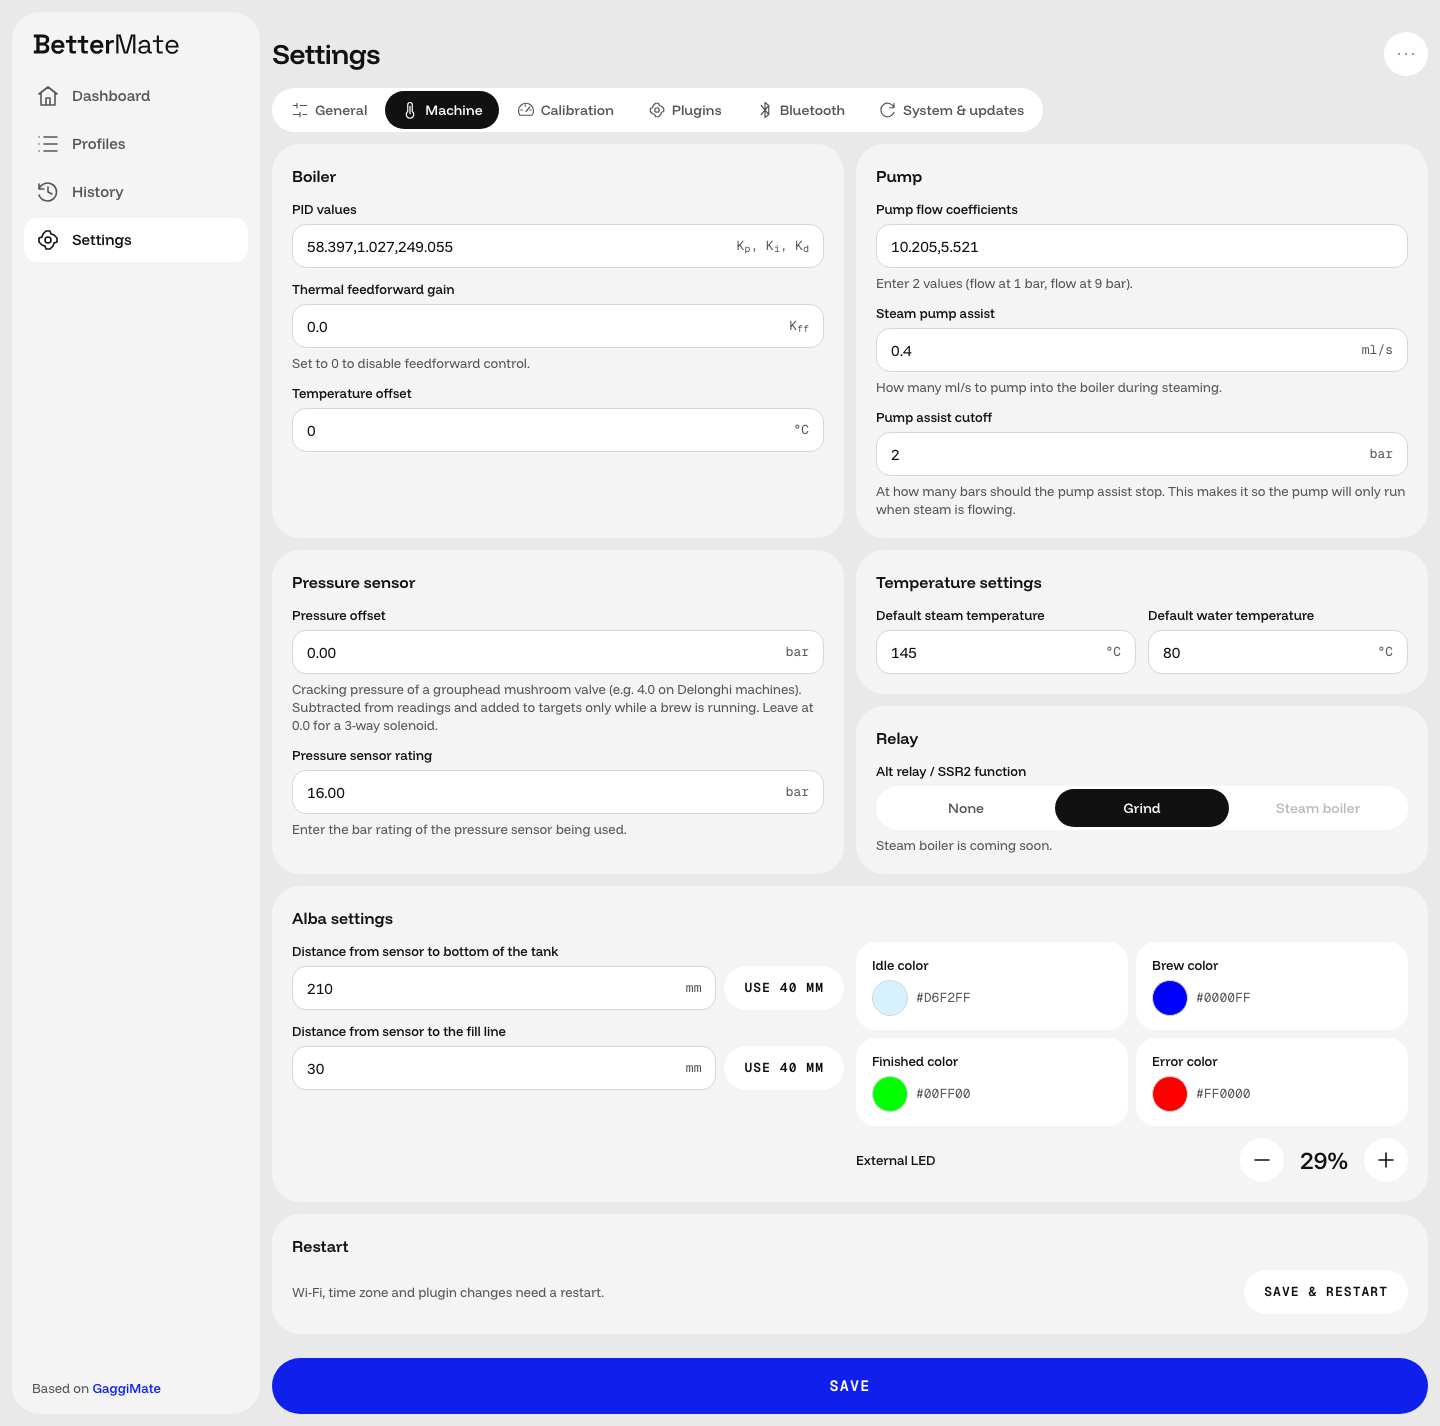 BetterMate
Dashboard
Profiles
History
Settings
Based on GaggiMate
Settings
...
General
Machine
Calibration
Plugins
Bluetooth
System & updates
Boiler
PID values
58.397,1.027,249.055
Kp, Ki, Kd
Thermal feedforward gain
0.0
Kff
Set to 0 to disable feedforward control.
Temperature offset
0
°C
Pump
Pump flow coefficients
10.205,5.521
Enter 2 values (flow at 1 bar, flow at 9 bar).
Steam pump assist
0.4
ml/s
How many ml/s to pump into the boiler during steaming.
Pump assist cutoff
2
bar
At how many bars should the pump assist stop. This makes it so the pump will only run
when steam is flowing.
Pressure sensor
Pressure offset
0.00
bar
Cracking pressure of a grouphead mushroom valve (e.g. 4.0 on Delonghi machines).
Subtracted from readings and added to targets only while a brew is running. Leave at
0.0 for a 3-way solenoid.
Pressure sensor rating
16.00
bar
Enter the bar rating of the pressure sensor being used.
Temperature settings
Default steam temperature
145
°C
Default water temperature
80
°C
Relay
Alt relay / SSR2 function
None
Grind
Steam boiler
Steam boiler is coming soon.
Alba settings
Distance from sensor to bottom of the tank
210
mm
USE 40 MM
Distance from sensor to the fill line
30
mm
USE 40 MM
Idle color
#D6F2FF
Brew color
#0000FF
Finished color
#00FF00
Error color
#FF0000
External LED
29%
Restart
Wi-Fi, time zone and plugin changes need a restart.
SAVE & RESTART
SAVE